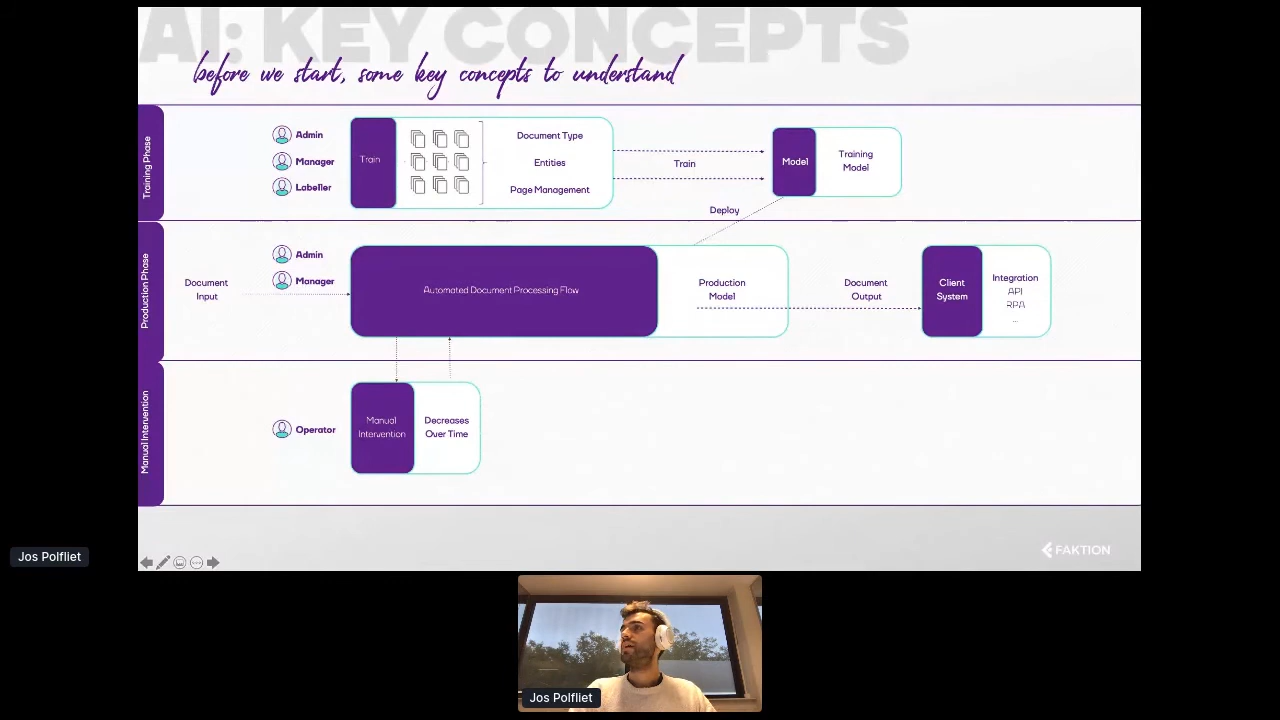 AI: KEY CONCEPTS
before we start, some key concepts to understand
Training Phase
Admin
Manager
Labeller
Train
Document Type
Entities
Page Management
Train
Model
Training
Model
Deploy
Production Phase
Document
Input
Admin
Manager
Automated Document Processing Flow
Production
Model
Document
Output
Client
System
Integration
API
RPA
...
Manual Intervention
Operator
Manual
Intervention
Decreases
Over Time
FAKTION
Jos Polfliet
Jos Polfliet